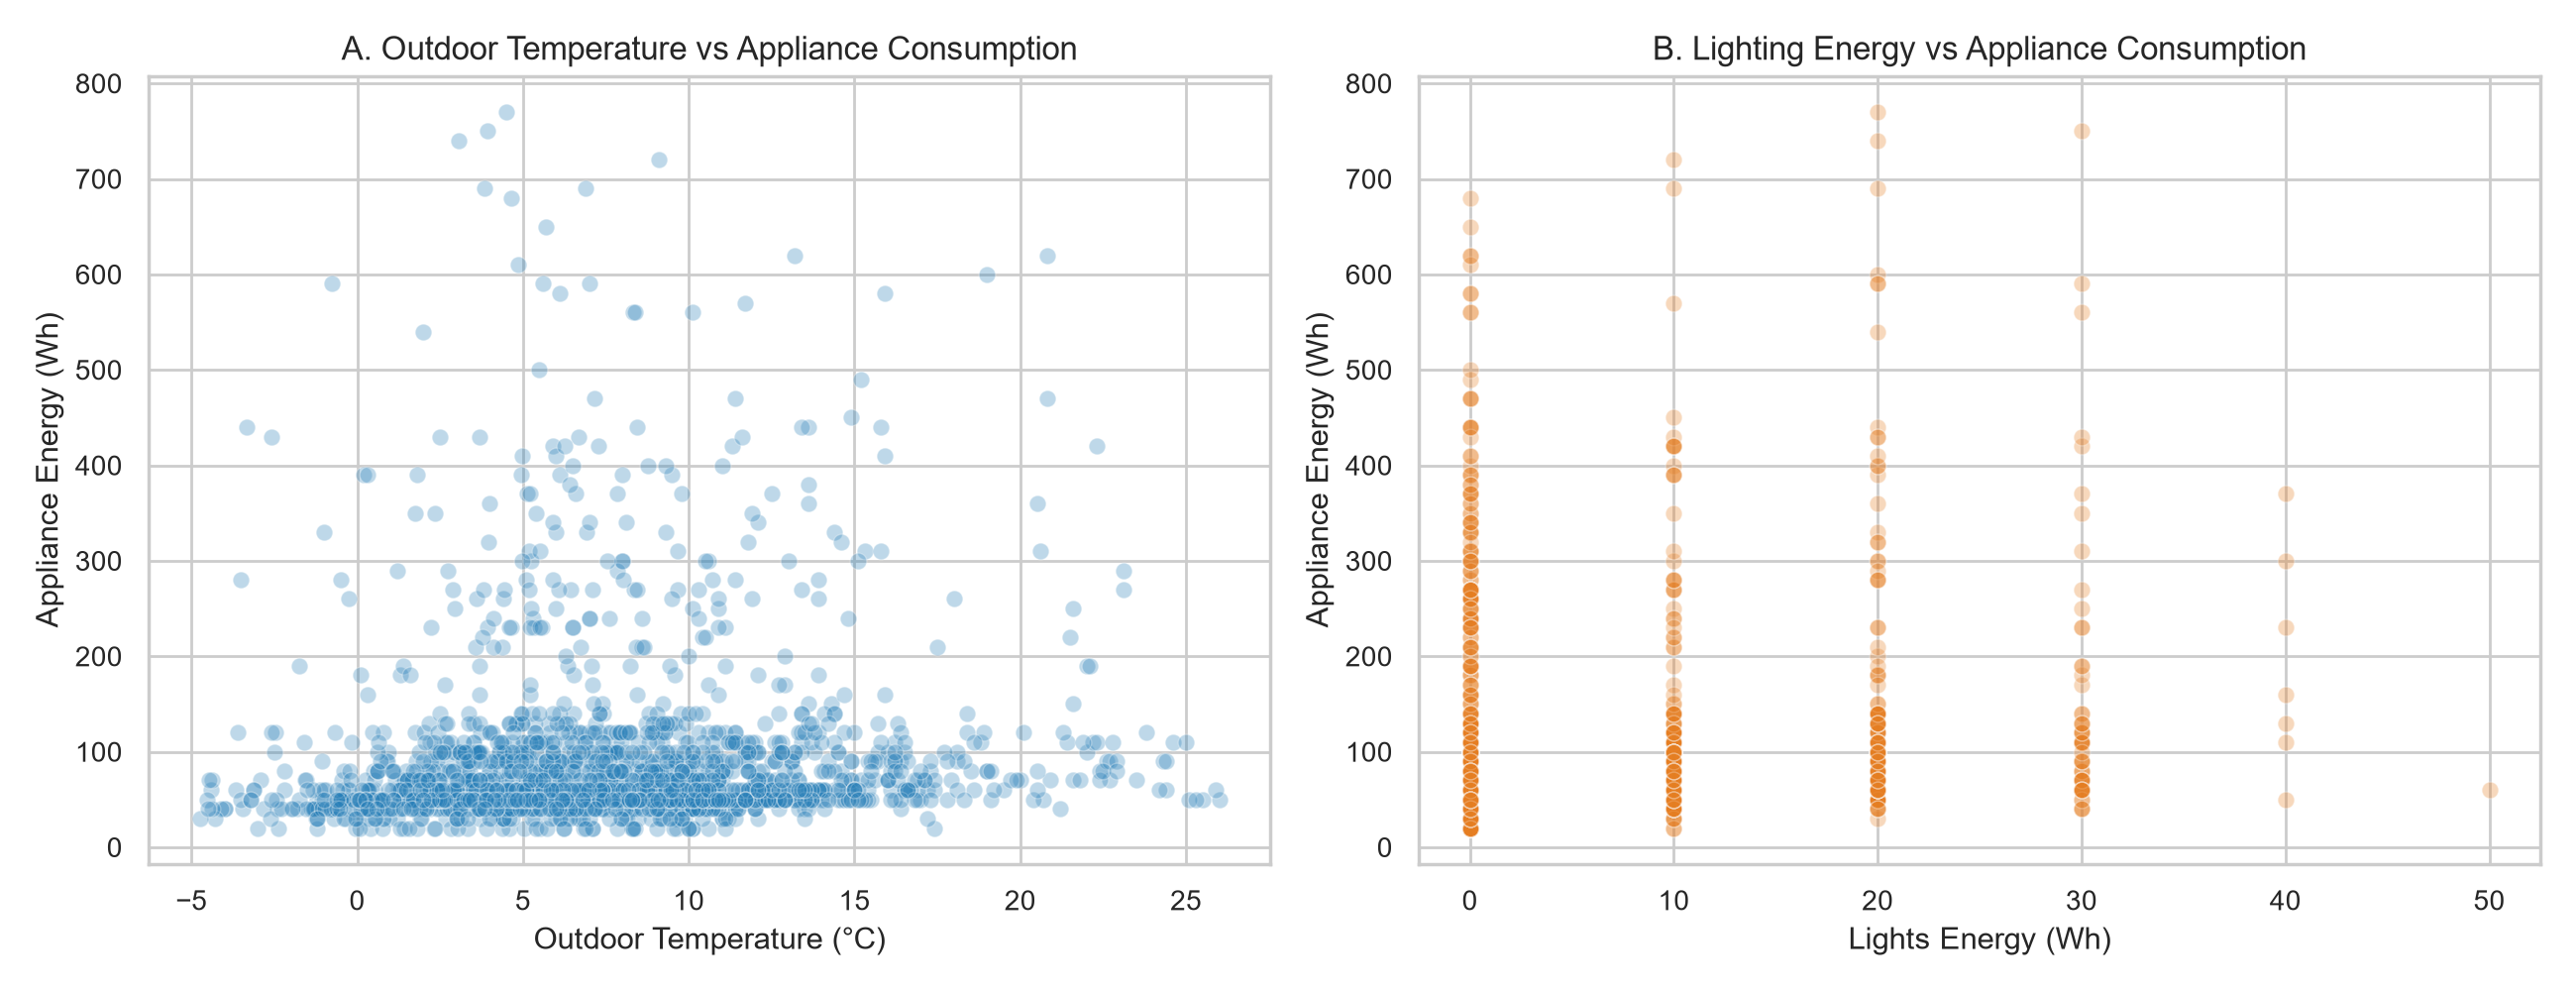 A. Outdoor Temperature vs Appliance Consumption
800
700
600
500
400
300
200
100
0
Appliance Energy (Wh)
−5 0 5 10 15 20 25
Outdoor Temperature (°C)
B. Lighting Energy vs Appliance Consumption
800
700
600
500
400
300
200
100
0
Appliance Energy (Wh)
0 10 20 30 40 50
Lights Energy (Wh)